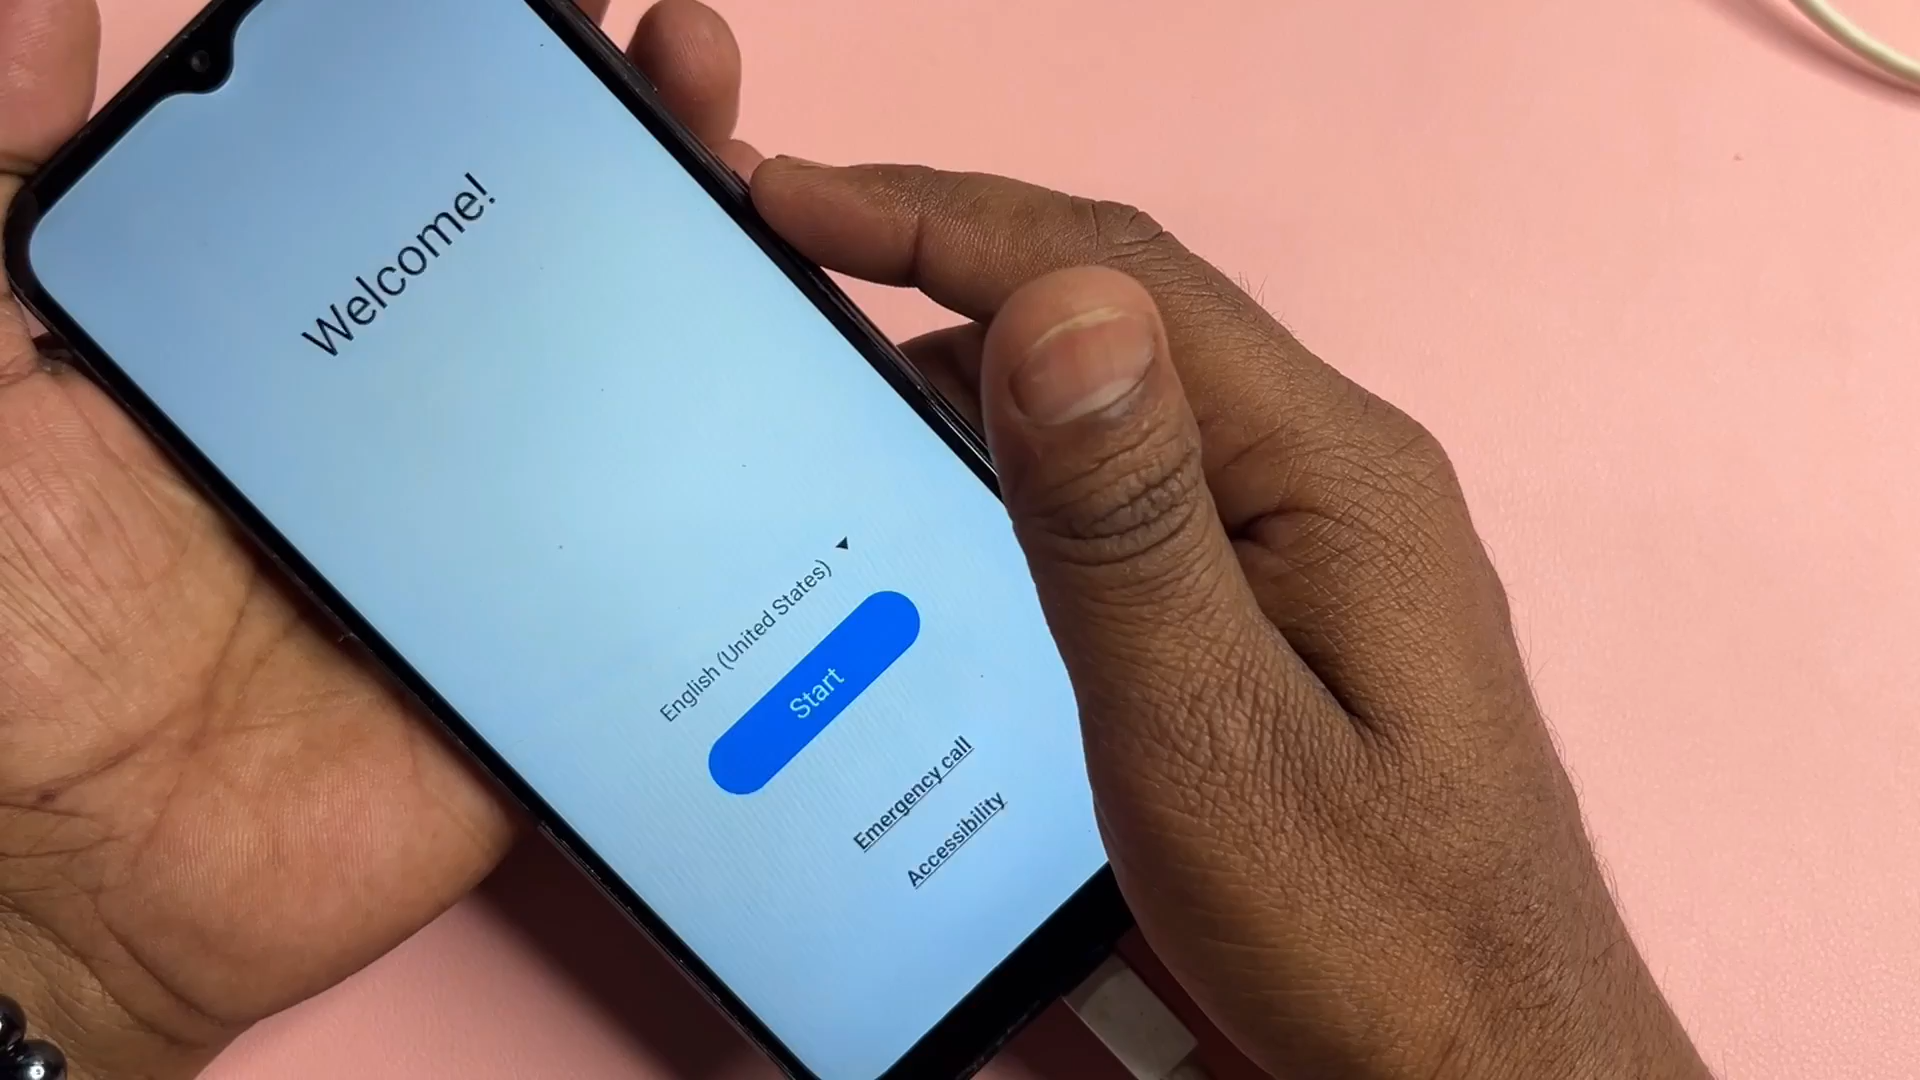 Welcome!
English (United States)
Start
Emergency call
Accessibility